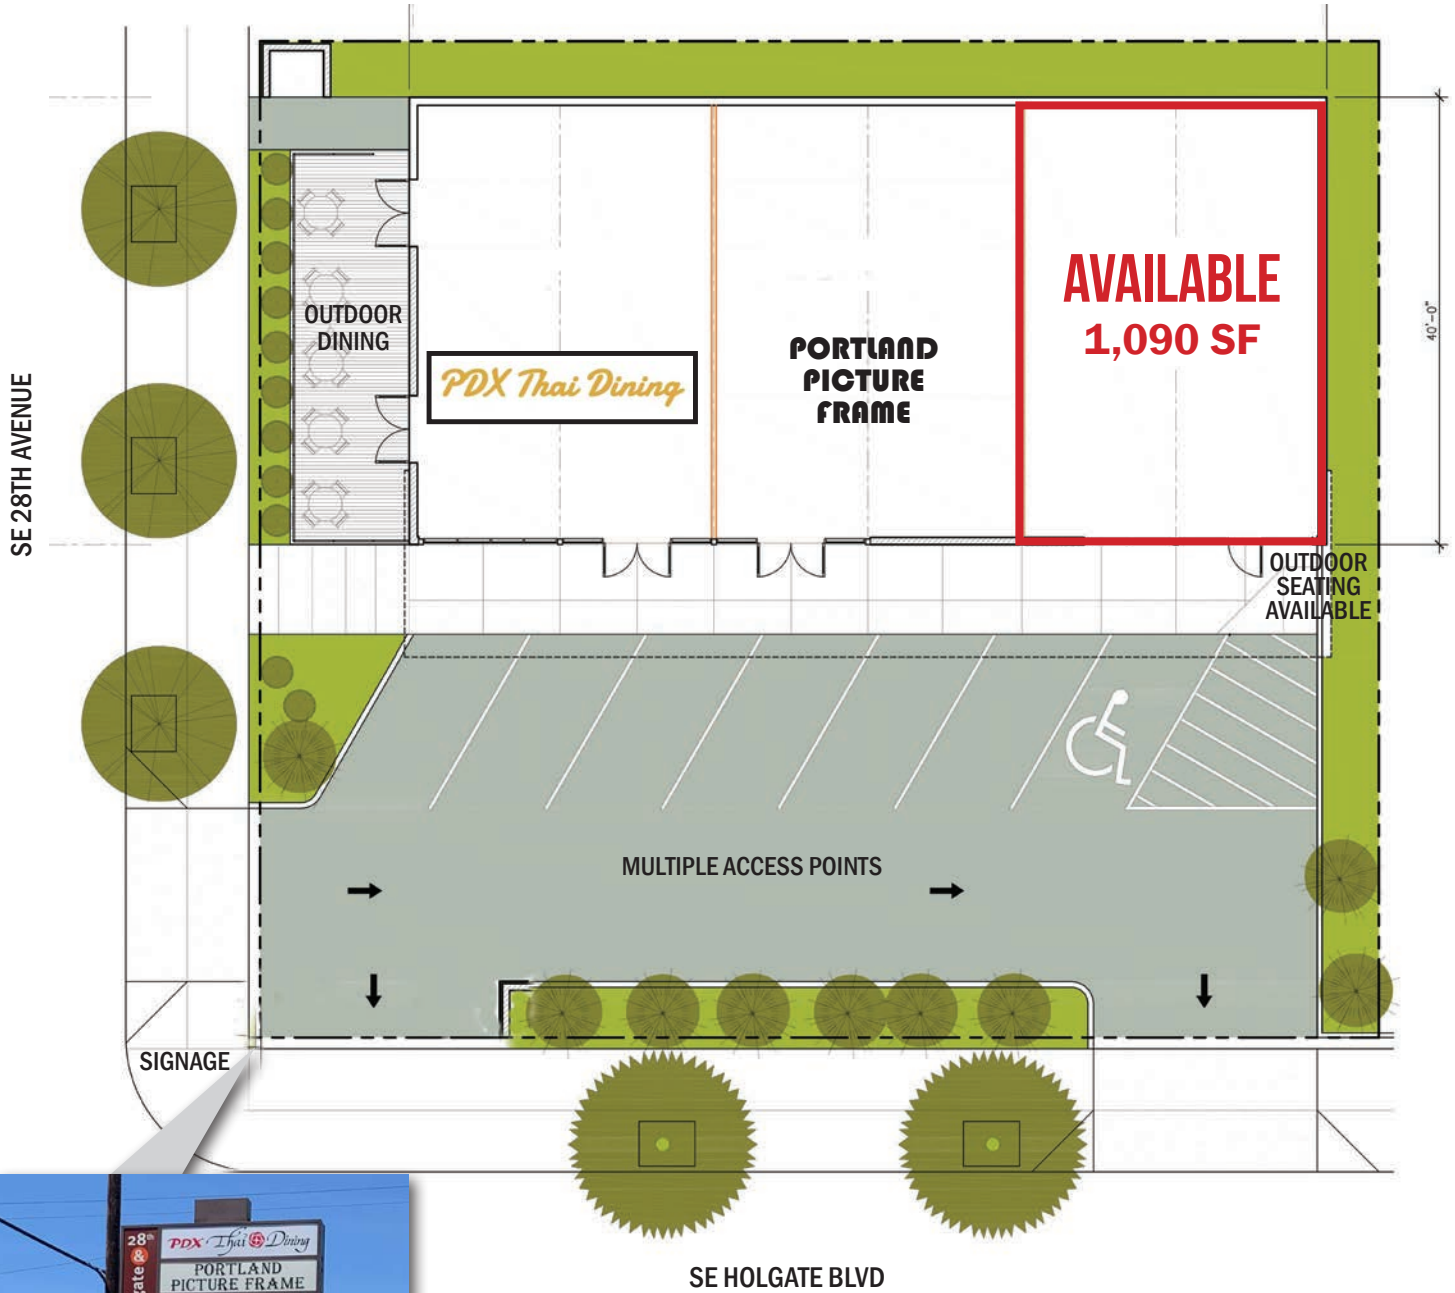 AVAILABLE
1,090 SF
40'-0"
OUTDOOR
DINING
PDX Thai Dining
PORTLAND
PICTURE
FRAME
SE 28TH AVENUE
OUTDOOR
SEATING
AVAILABLE
MULTIPLE ACCESS POINTS
SIGNAGE
28th
&
gate
PDX Thai Dining
PORTLAND
PICTURE FRAME
SE HOLGATE BLVD